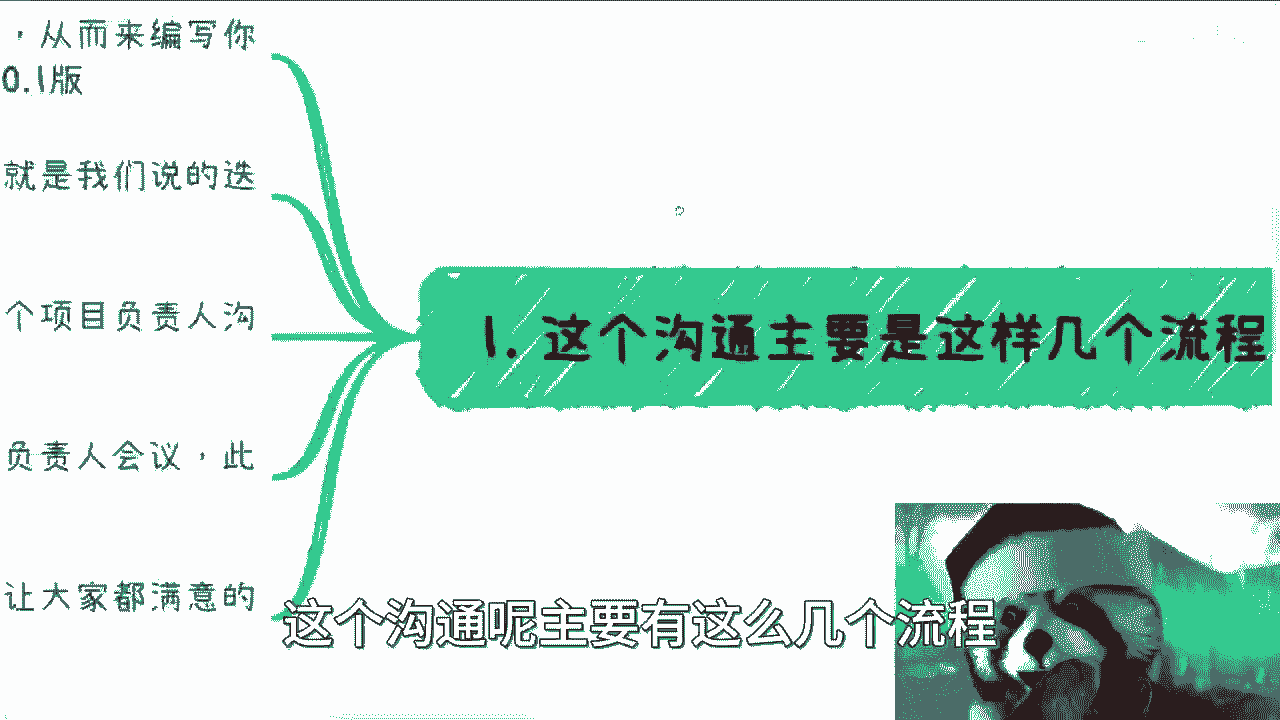 ，从而来编写你
0.1版
就是我们说的迭
个项目负责人沟
负责人会议，此
让大家都满意的
1. 这个沟通主要是这样几个流程
这个沟通呢主要有这么几个流程